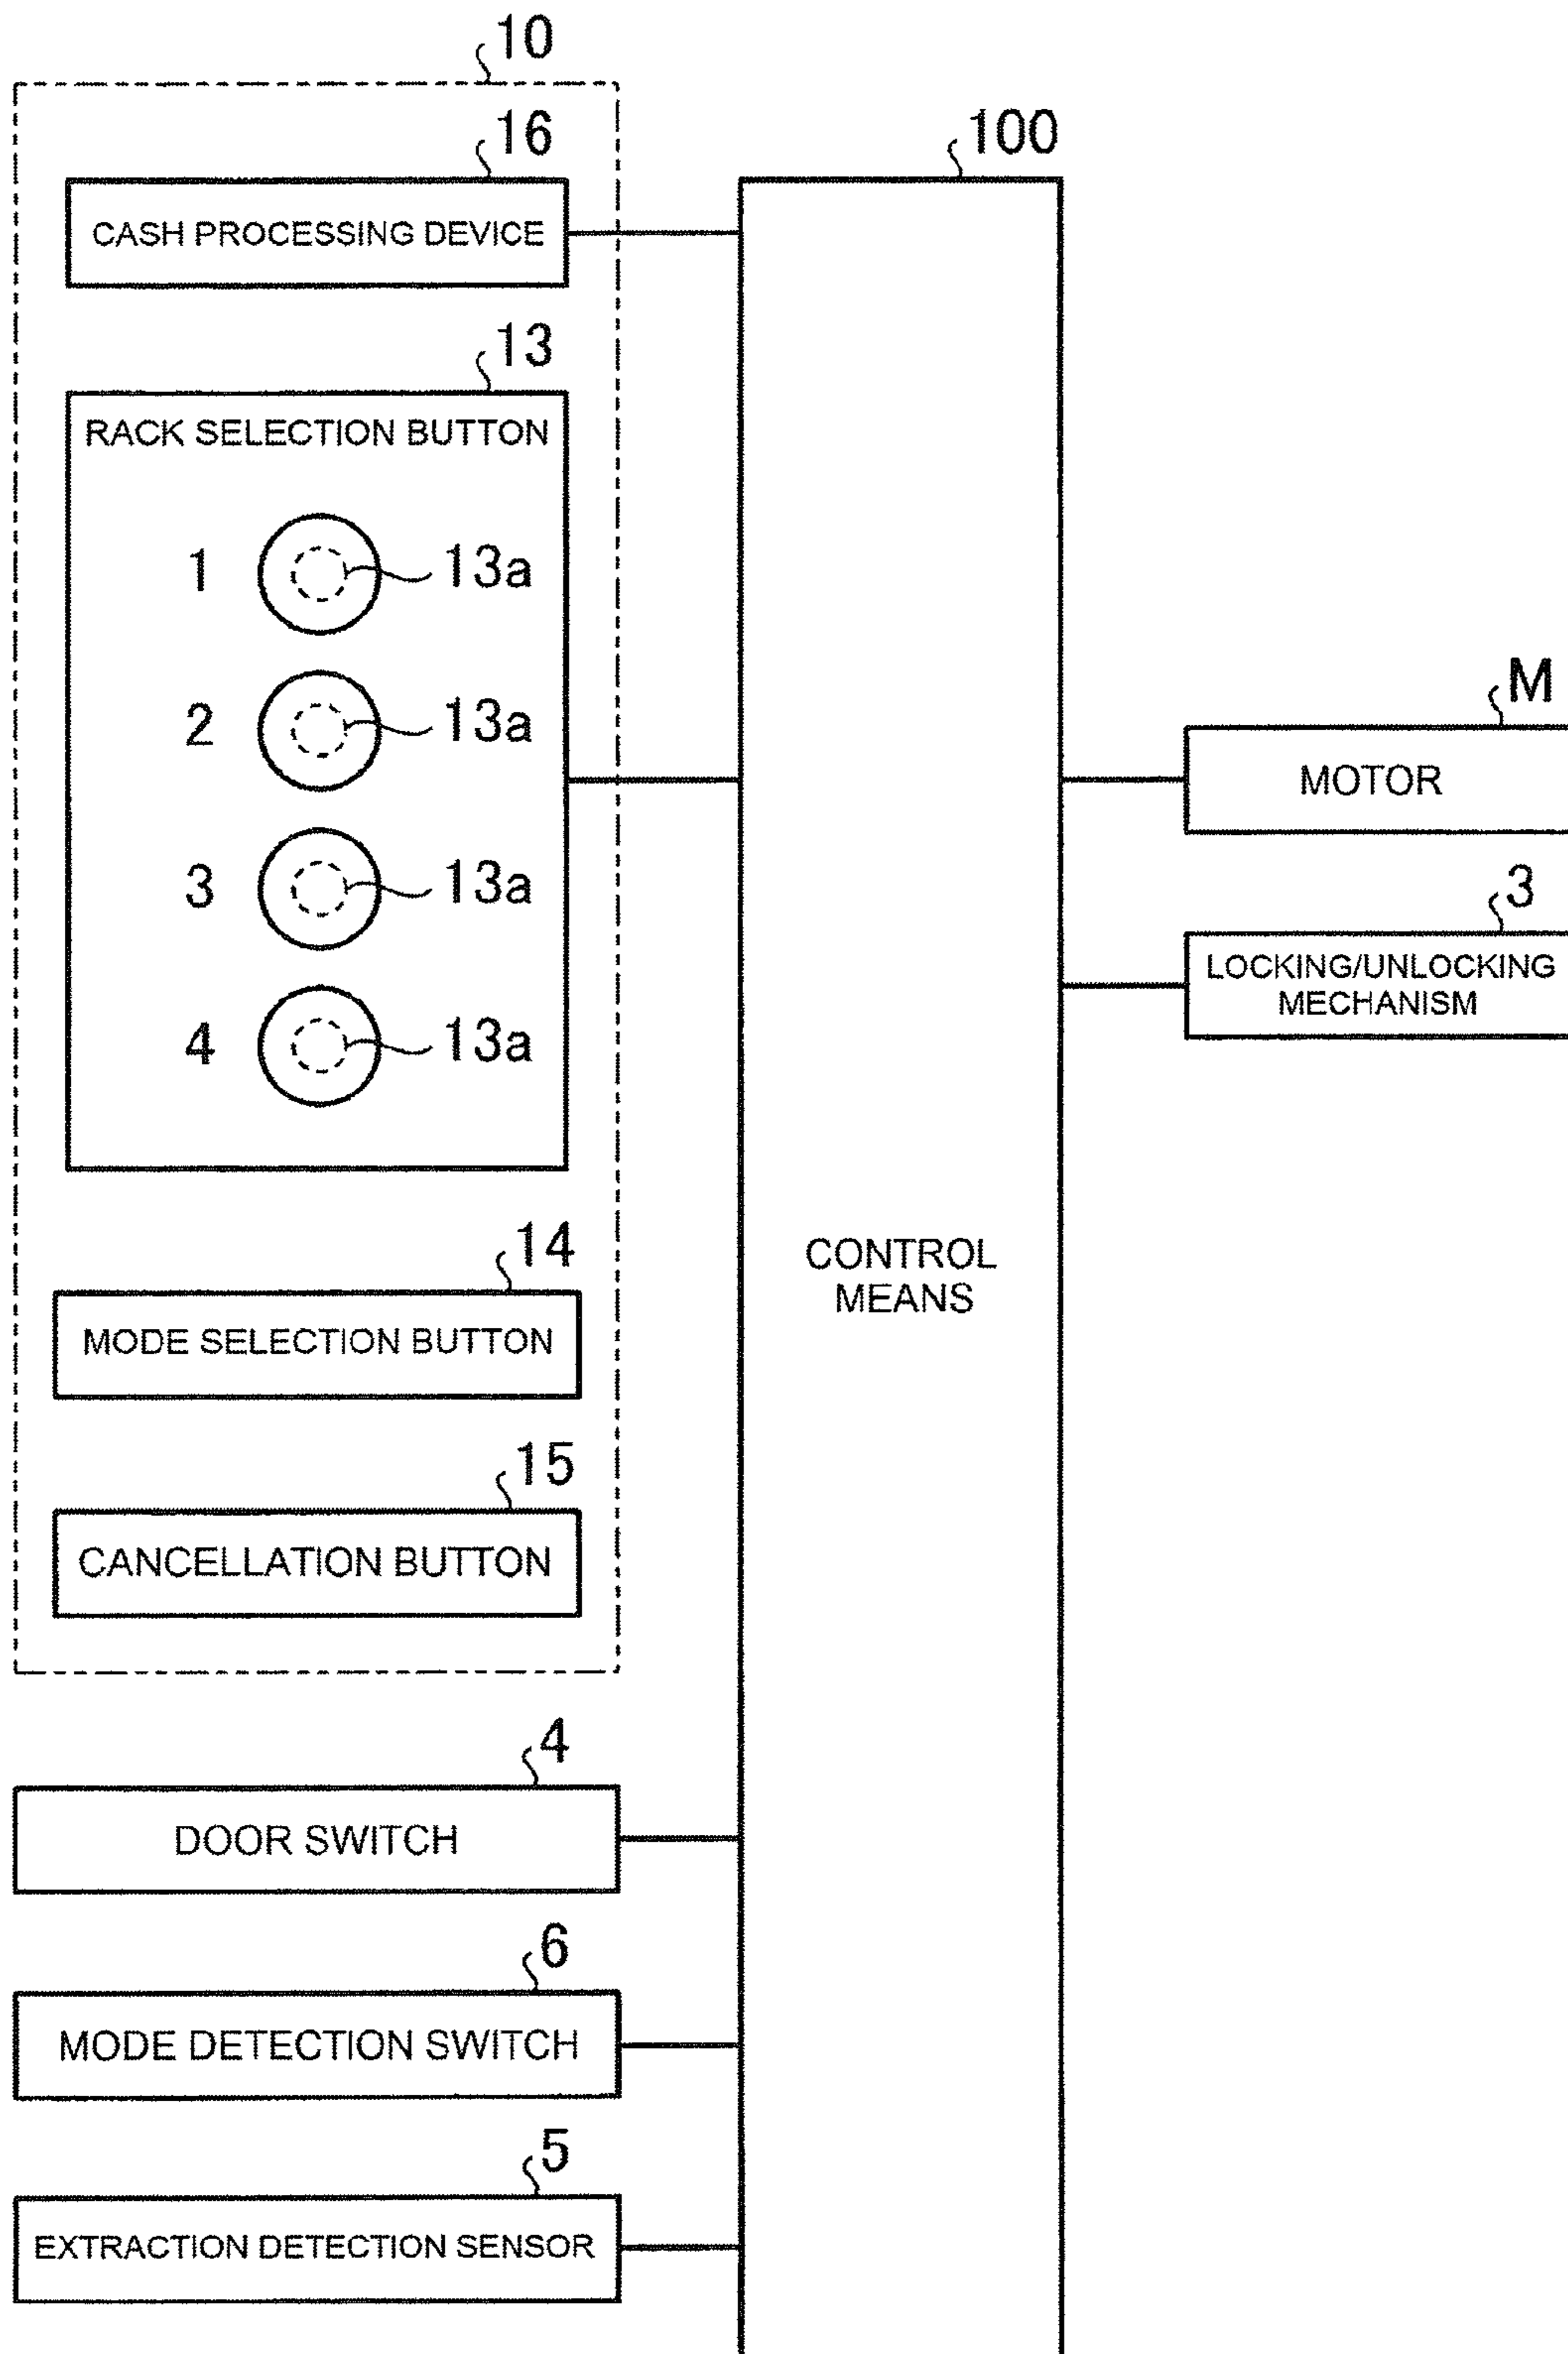 10
16
CASH PROCESSING DEVICE
100
13
RACK SELECTION BUTTON
1 13a
2 13a
3 13a
4 13a
14
MODE SELECTION BUTTON
15
CANCELLATION BUTTON
4
DOOR SWITCH
6
MODE DETECTION SWITCH
5
EXTRACTION DETECTION SENSOR
CONTROL
MEANS
M
MOTOR
3
LOCKING/UNLOCKING
MECHANISM